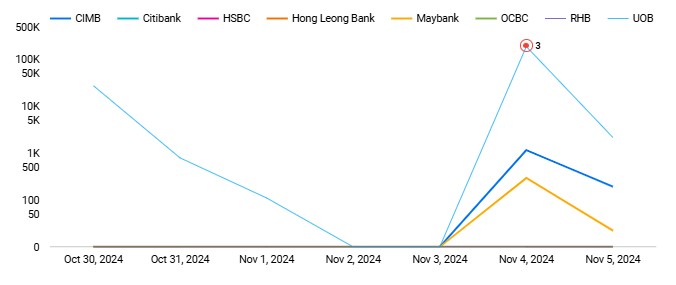 CIMB Citibank HSBC Hong Leong Bank Maybank OCBC RHB UOB
500K
100K
50K
10K
5K
1K
500
100
50
0
3
Oct 30, 2024 Oct 31, 2024 Nov 1, 2024 Nov 2, 2024 Nov 3, 2024 Nov 4, 2024 Nov 5, 2024